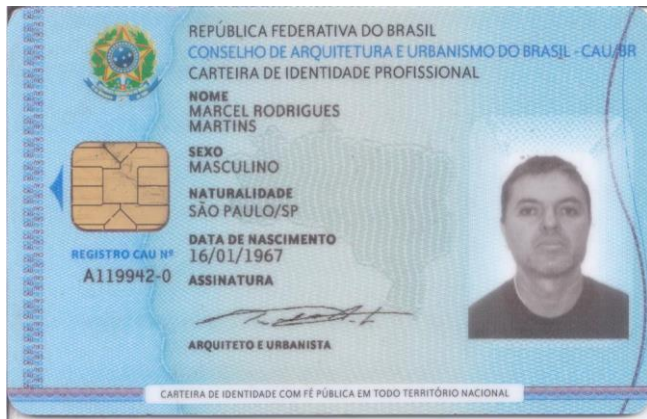 REPÚBLICA FEDERATIVA DO BRASIL
CONSELHO DE ARQUITETURA E URBANISMO DO BRASIL - CAU/BR
CARTEIRA DE IDENTIDADE PROFISSIONAL
NOME
MARCEL RODRIGUES
MARTINS
SEXO
MASCULINO
NATURALIDADE
SÃO PAULO/SP
DATA DE NASCIMENTO
16/01/1967
REGISTRO CAU Nº
A119942-0
ASSINATURA
ARQUITETO E URBANISTA
CARTEIRA DE IDENTIDADE COM FÉ PÚBLICA EM TODO TERRITÓRIO NACIONAL